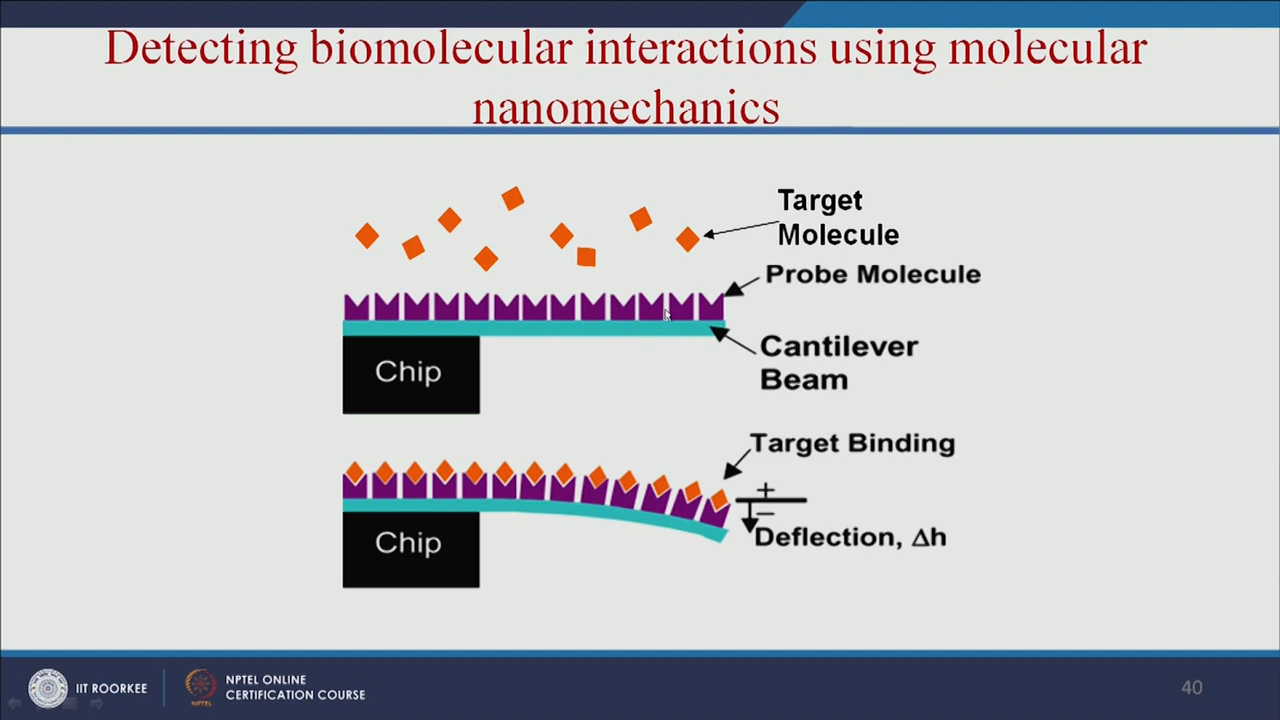 Detecting biomolecular interactions using molecular
nanomechanics
Target
Molecule
Probe Molecule
Cantilever
Beam
Chip
Target Binding
+
−
Deflection, Δh
Chip
IIT ROORKEE
NPTEL
NPTEL ONLINE
CERTIFICATION COURSE
40